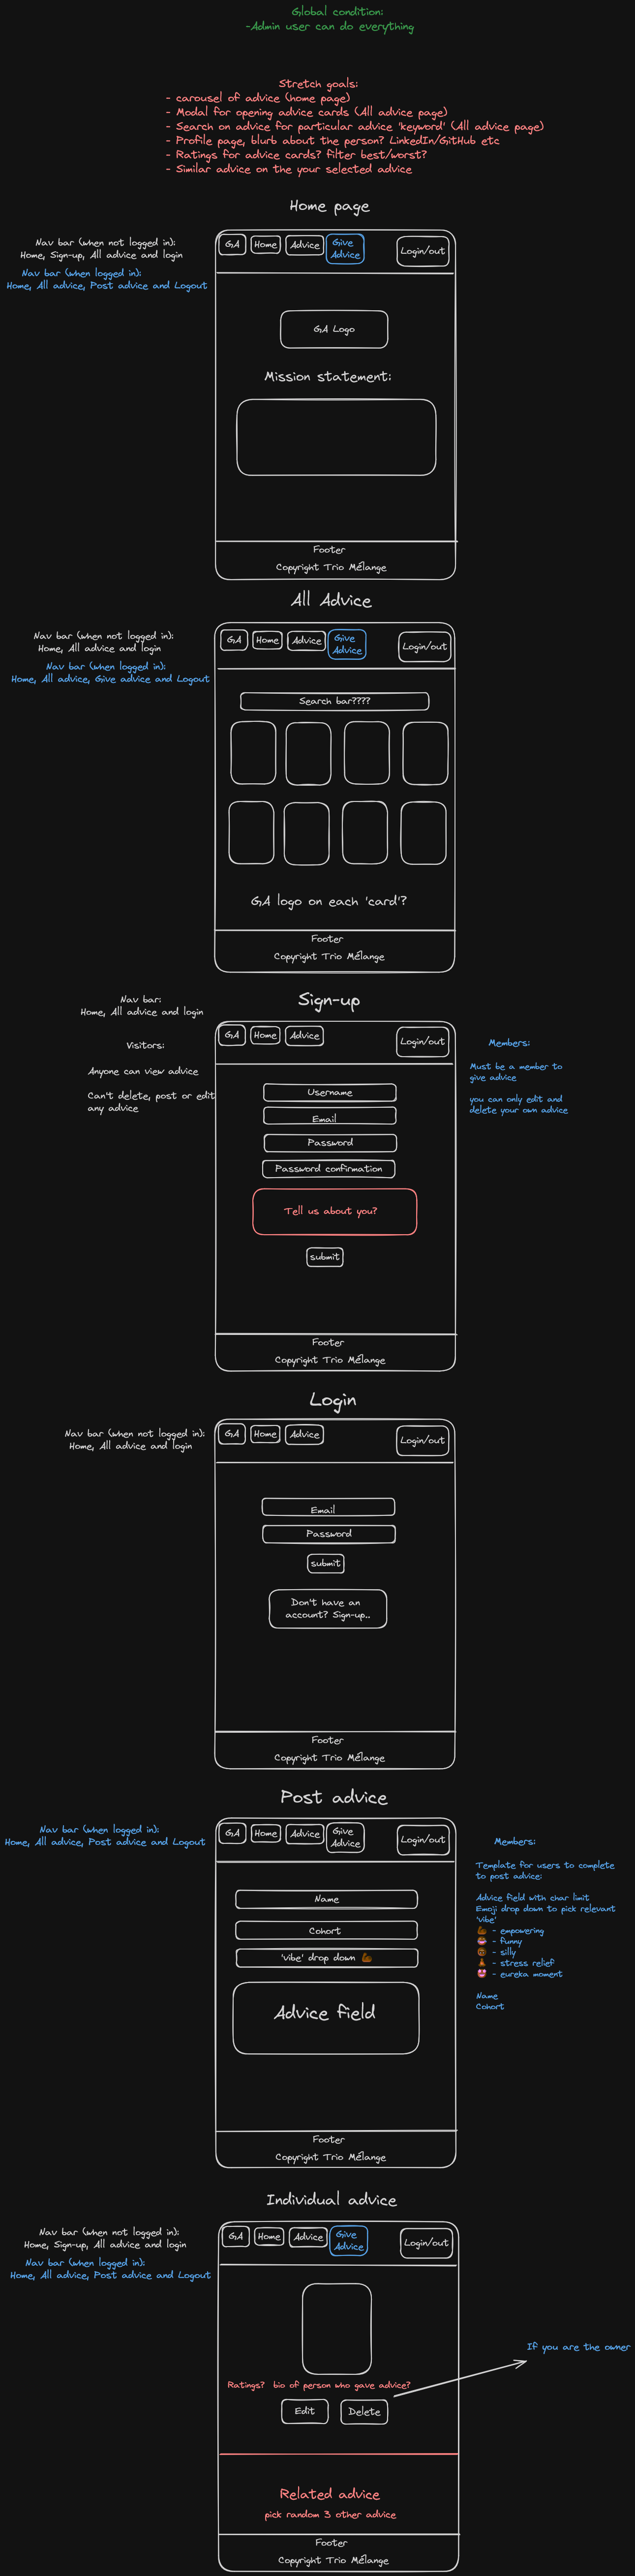 Global condition:
-Admin user can do everything
Stretch goals:
- carousel of advice (home page)
- Modal for opening advice cards (All advice page)
- Search on advice for particular advice 'keyword' (All advice page)
- Profile page, blurb about the person? LinkedIn/GitHub etc
- Ratings for advice cards? filter best/worst?
- Similar advice on the your selected advice
Home page
Nav bar (when not logged in):
Home, Sign-up, All advice and login
Nav bar (when logged in):
Home, All advice, Post advice and Logout
GA
Home
Advice
Give
Advice
Login/out
GA Logo
Mission statement:
Footer
Copyright Trio Mélange
All Advice
Nav bar (when not logged in):
Home, All advice and login
Nav bar (when logged in):
Home, All advice, Give advice and Logout
GA
Home
Advice
Give
Advice
Login/out
Search bar????
GA logo on each 'card'?
Footer
Copyright Trio Mélange
Sign-up
Nav bar:
Home, All advice and login
Visitors:
Anyone can view advice
Can't delete, post or edit
any advice
GA
Home
Advice
Login/out
Username
Email
Password
Password confirmation
Tell us about you?
submit
Footer
Copyright Trio Mélange
Members:
Must be a member to
give advice
you can only edit and
delete your own advice
Login
Nav bar (when not logged in):
Home, All advice and login
GA
Home
Advice
Login/out
Email
Password
submit
Don't have an
account? Sign-up..
Footer
Copyright Trio Mélange
Post advice
Nav bar (when logged in):
Home, All advice, Post advice and Logout
GA
Home
Advice
Give
Advice
Login/out
Name
Cohort
'vibe' drop down 💪
Advice field
Footer
Copyright Trio Mélange
Members:
Template for users to complete
to post advice:
Advice field with char limit
Emoji drop down to pick relevant
'vibe'
- empowering
- funny
- silly
- stress relief
- eureka moment
Name
Cohort
Individual advice
Nav bar (when not logged in):
Home, Sign-up, All advice and login
Nav bar (when logged in):
Home, All advice, Post advice and Logout
GA
Home
Advice
Give
Advice
Login/out
Ratings? bio of person who gave advice?
Edit
Delete
If you are the owner
Related advice
pick random 3 other advice
Footer
Copyright Trio Mélange